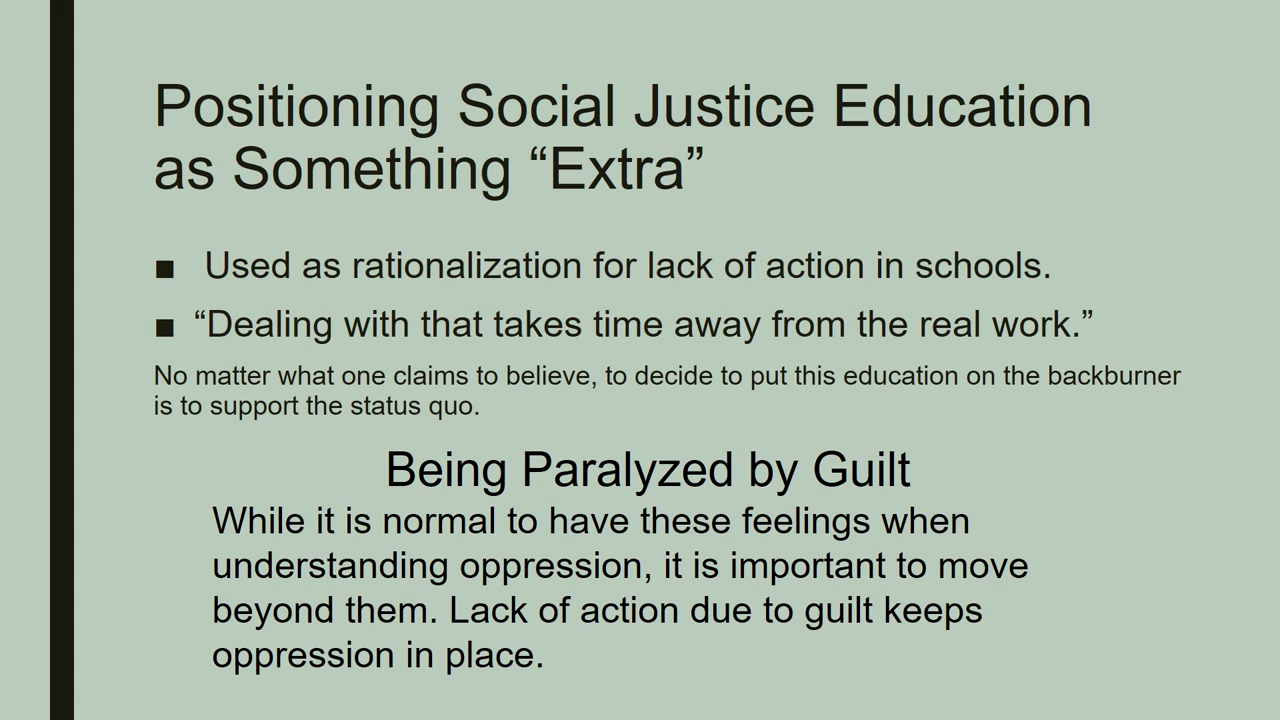 Positioning Social Justice Education
as Something “Extra”
■ Used as rationalization for lack of action in schools.
■ “Dealing with that takes time away from the real work.”
No matter what one claims to believe, to decide to put this education on the backburner
is to support the status quo.
Being Paralyzed by Guilt
While it is normal to have these feelings when
understanding oppression, it is important to move
beyond them. Lack of action due to guilt keeps
oppression in place.